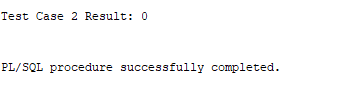 Test Case 2 Result: 0
PL/SQL procedure successfully completed.